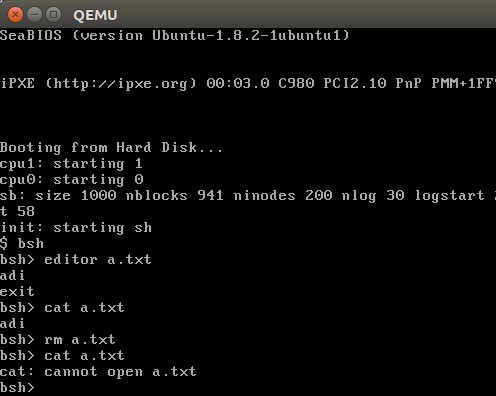 QEMU
SeaBIOS (version Ubuntu-1.8.2-1ubuntu1)
iPXE (http://ipxe.org) 00:03.0 C980 PCI2.10 PnP PMM+1FF
Booting from Hard Disk...
cpu1: starting 1
cpu0: starting 0
sb: size 1000 nblocks 941 ninodes 200 nlog 30 logstart
t 58
init: starting sh
$ bsh
bsh> editor a.txt
adi
exit
bsh> cat a.txt
adi
bsh> rm a.txt
bsh> cat a.txt
cat: cannot open a.txt
bsh>